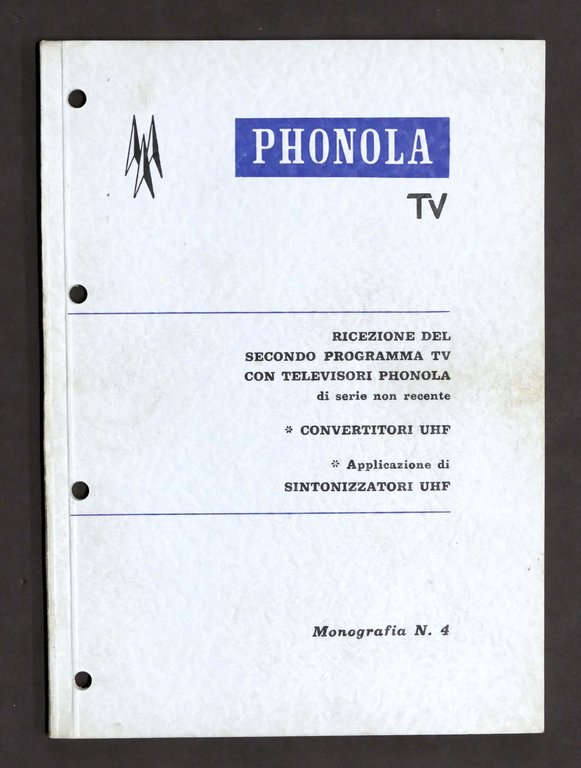 PHONOLA
TV
RICEZIONE DEL
SECONDO PROGRAMMA TV
CON TELEVISORI PHONOLA
di serie non recente
* CONVERTITORI UHF
* Applicazione di
SINTONIZZATORI UHF
Monografia N. 4